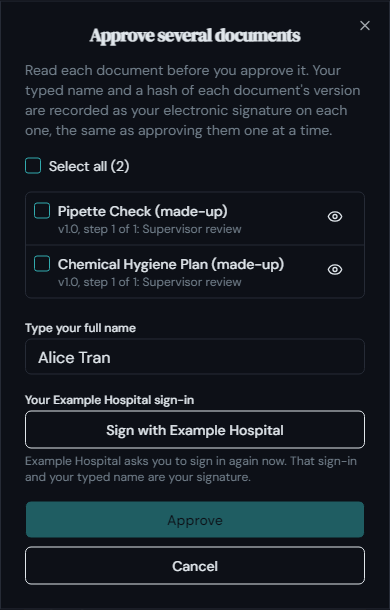 Approve several documents
Read each document before you approve it. Your
typed name and a hash of each document's version
are recorded as your electronic signature on each
one, the same as approving them one at a time.
Select all (2)
Pipette Check (made-up)
v1.0, step 1 of 1: Supervisor review
Chemical Hygiene Plan (made-up)
v1.0, step 1 of 1: Supervisor review
Type your full name
Alice Tran
Your Example Hospital sign-in
Sign with Example Hospital
Example Hospital asks you to sign in again now. That sign-in
and your typed name are your signature.
Approve
Cancel